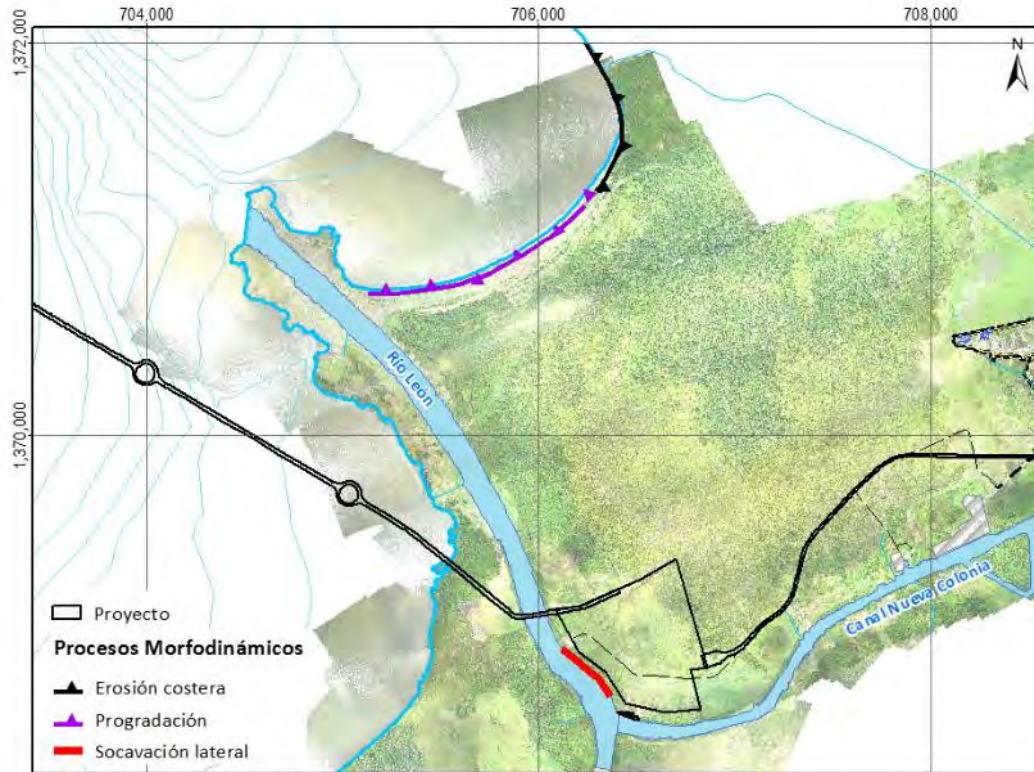 704,000
706,000
708,000
1,372,000
N
Río León
1,370,000
Canal Nueva Colonia
Proyecto
Procesos Morfodinámicos
Erosión costera
Progradación
Socavación lateral